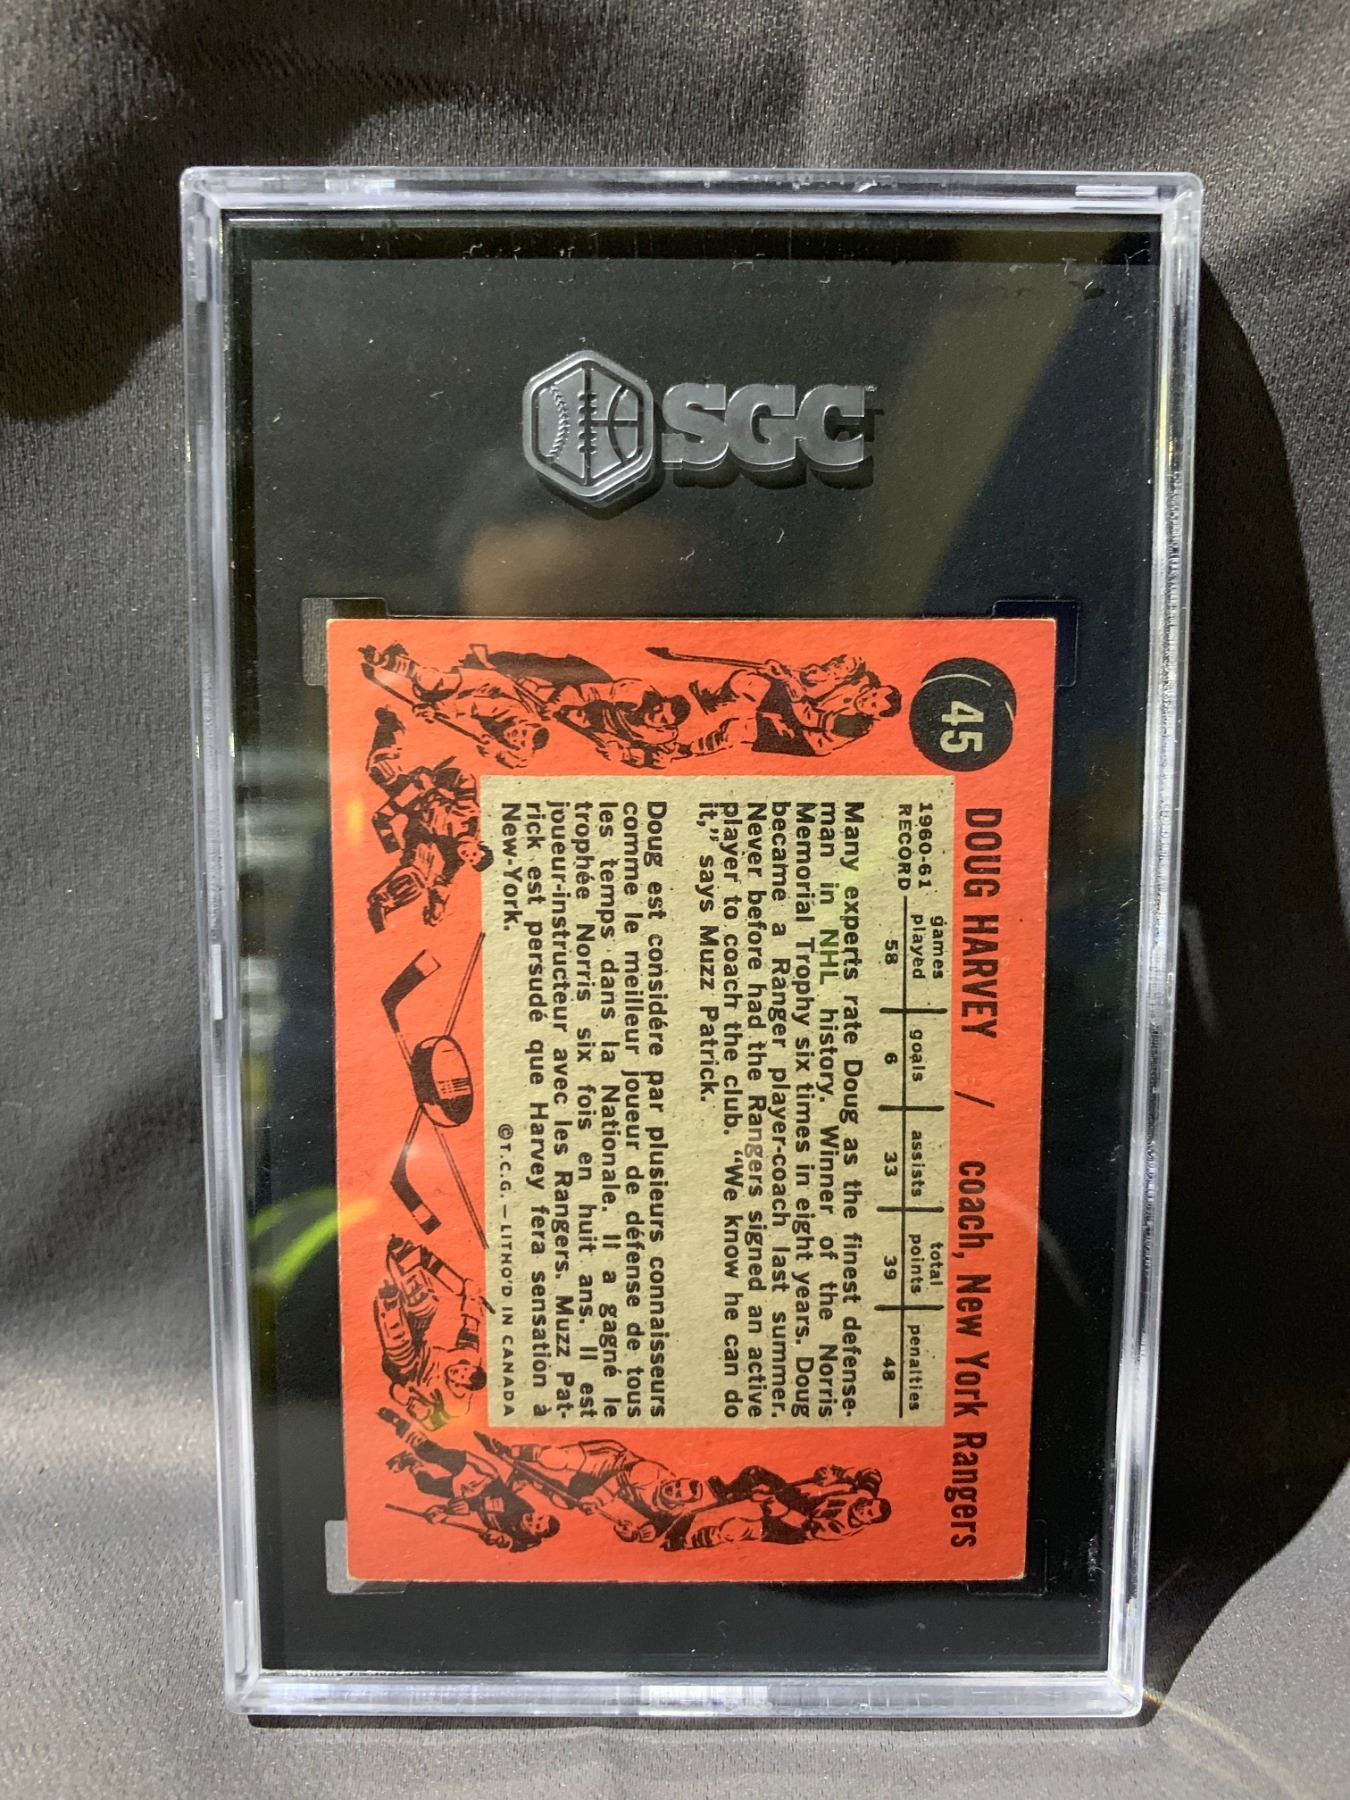 SGC
45
DOUG HARVEY / coach, New York Rangers
1960-61 games total
RECORD played goals assists points penalties
58 6 33 39 48
Many experts rate Doug as the finest defense-
man in NHL history. Winner of the Norris
Memorial Trophy six times in eight years. Doug
became a Ranger player-coach last summer.
Never before had the Rangers signed an active
player to coach the club. “We know he can do
it,” says Muzz Patrick.
Doug est considére par plusieurs connaisseurs
comme le meilleur joueur de défense de tous
les temps dans la Nationale. Il a gagné le
trophée Norris six fois en huit ans. Il est
joueur-instructeur avec les Rangers. Muzz Pat-
rick est persudé que Harvey fera sensation à
New-York.
©T.C.G. — LITHO'D IN CANADA